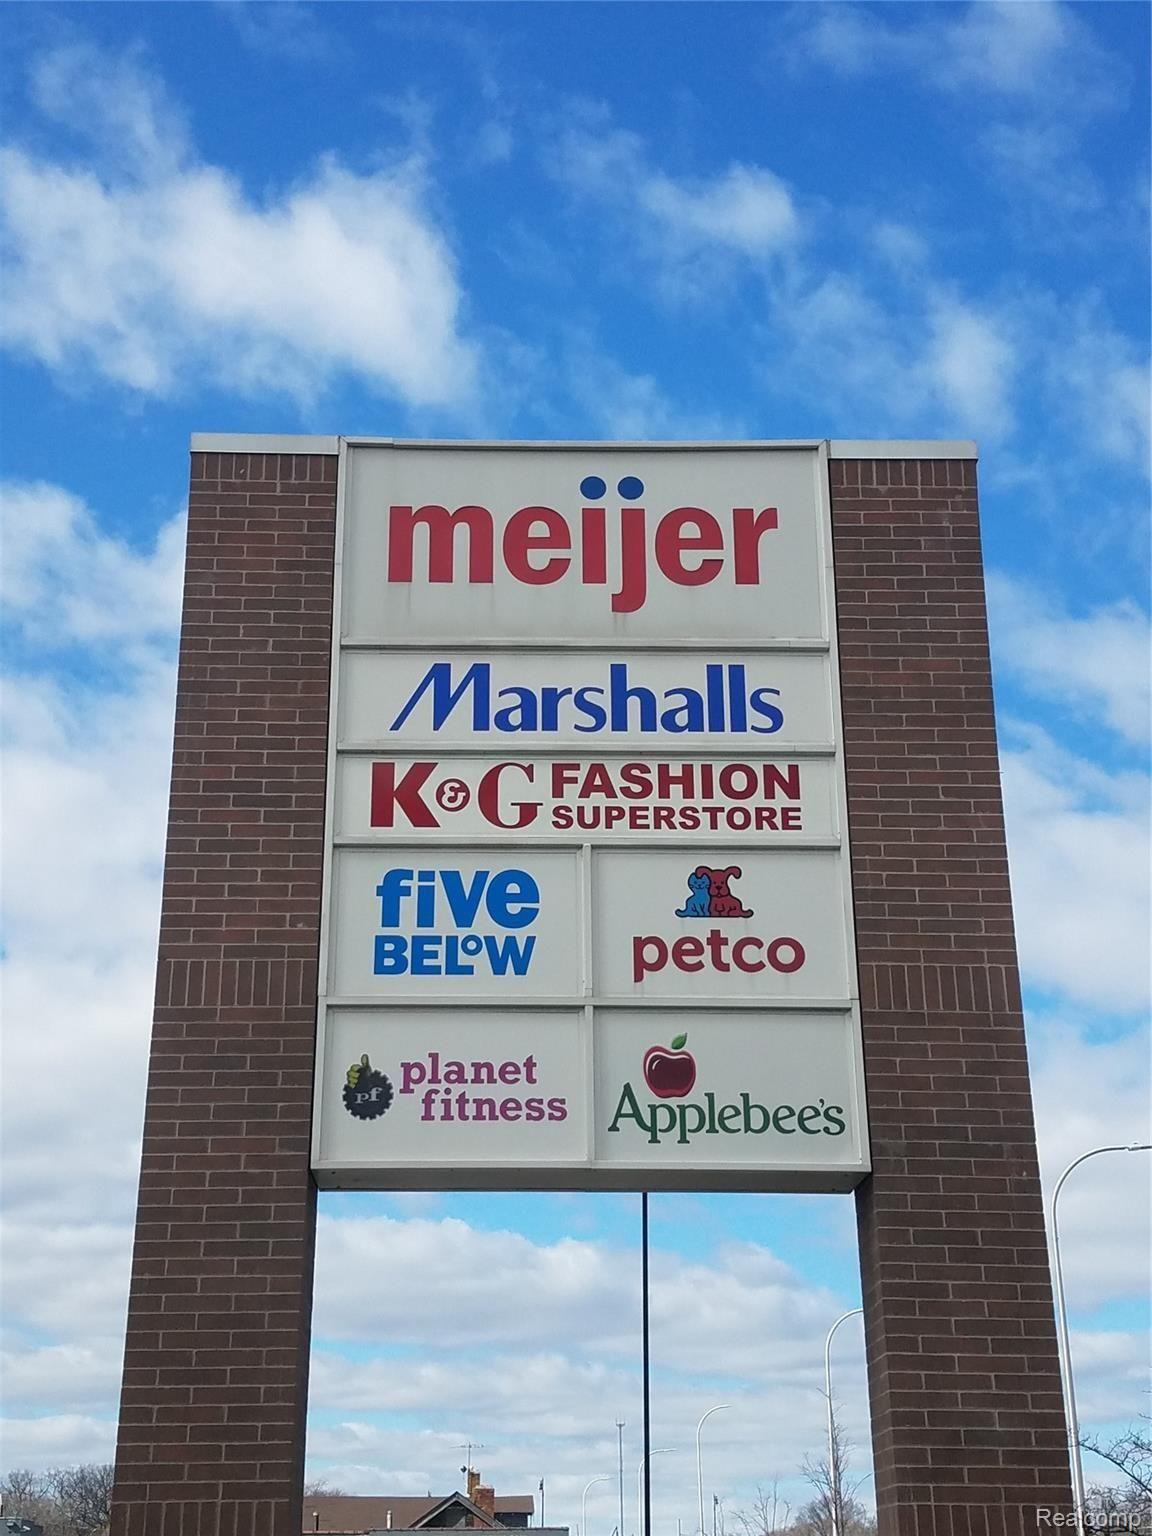 meijer
Marshalls
K&G FASHION
SUPERSTORE
five
BELOW
petco
pf
planet
fitness
Applebee's
Realcomp